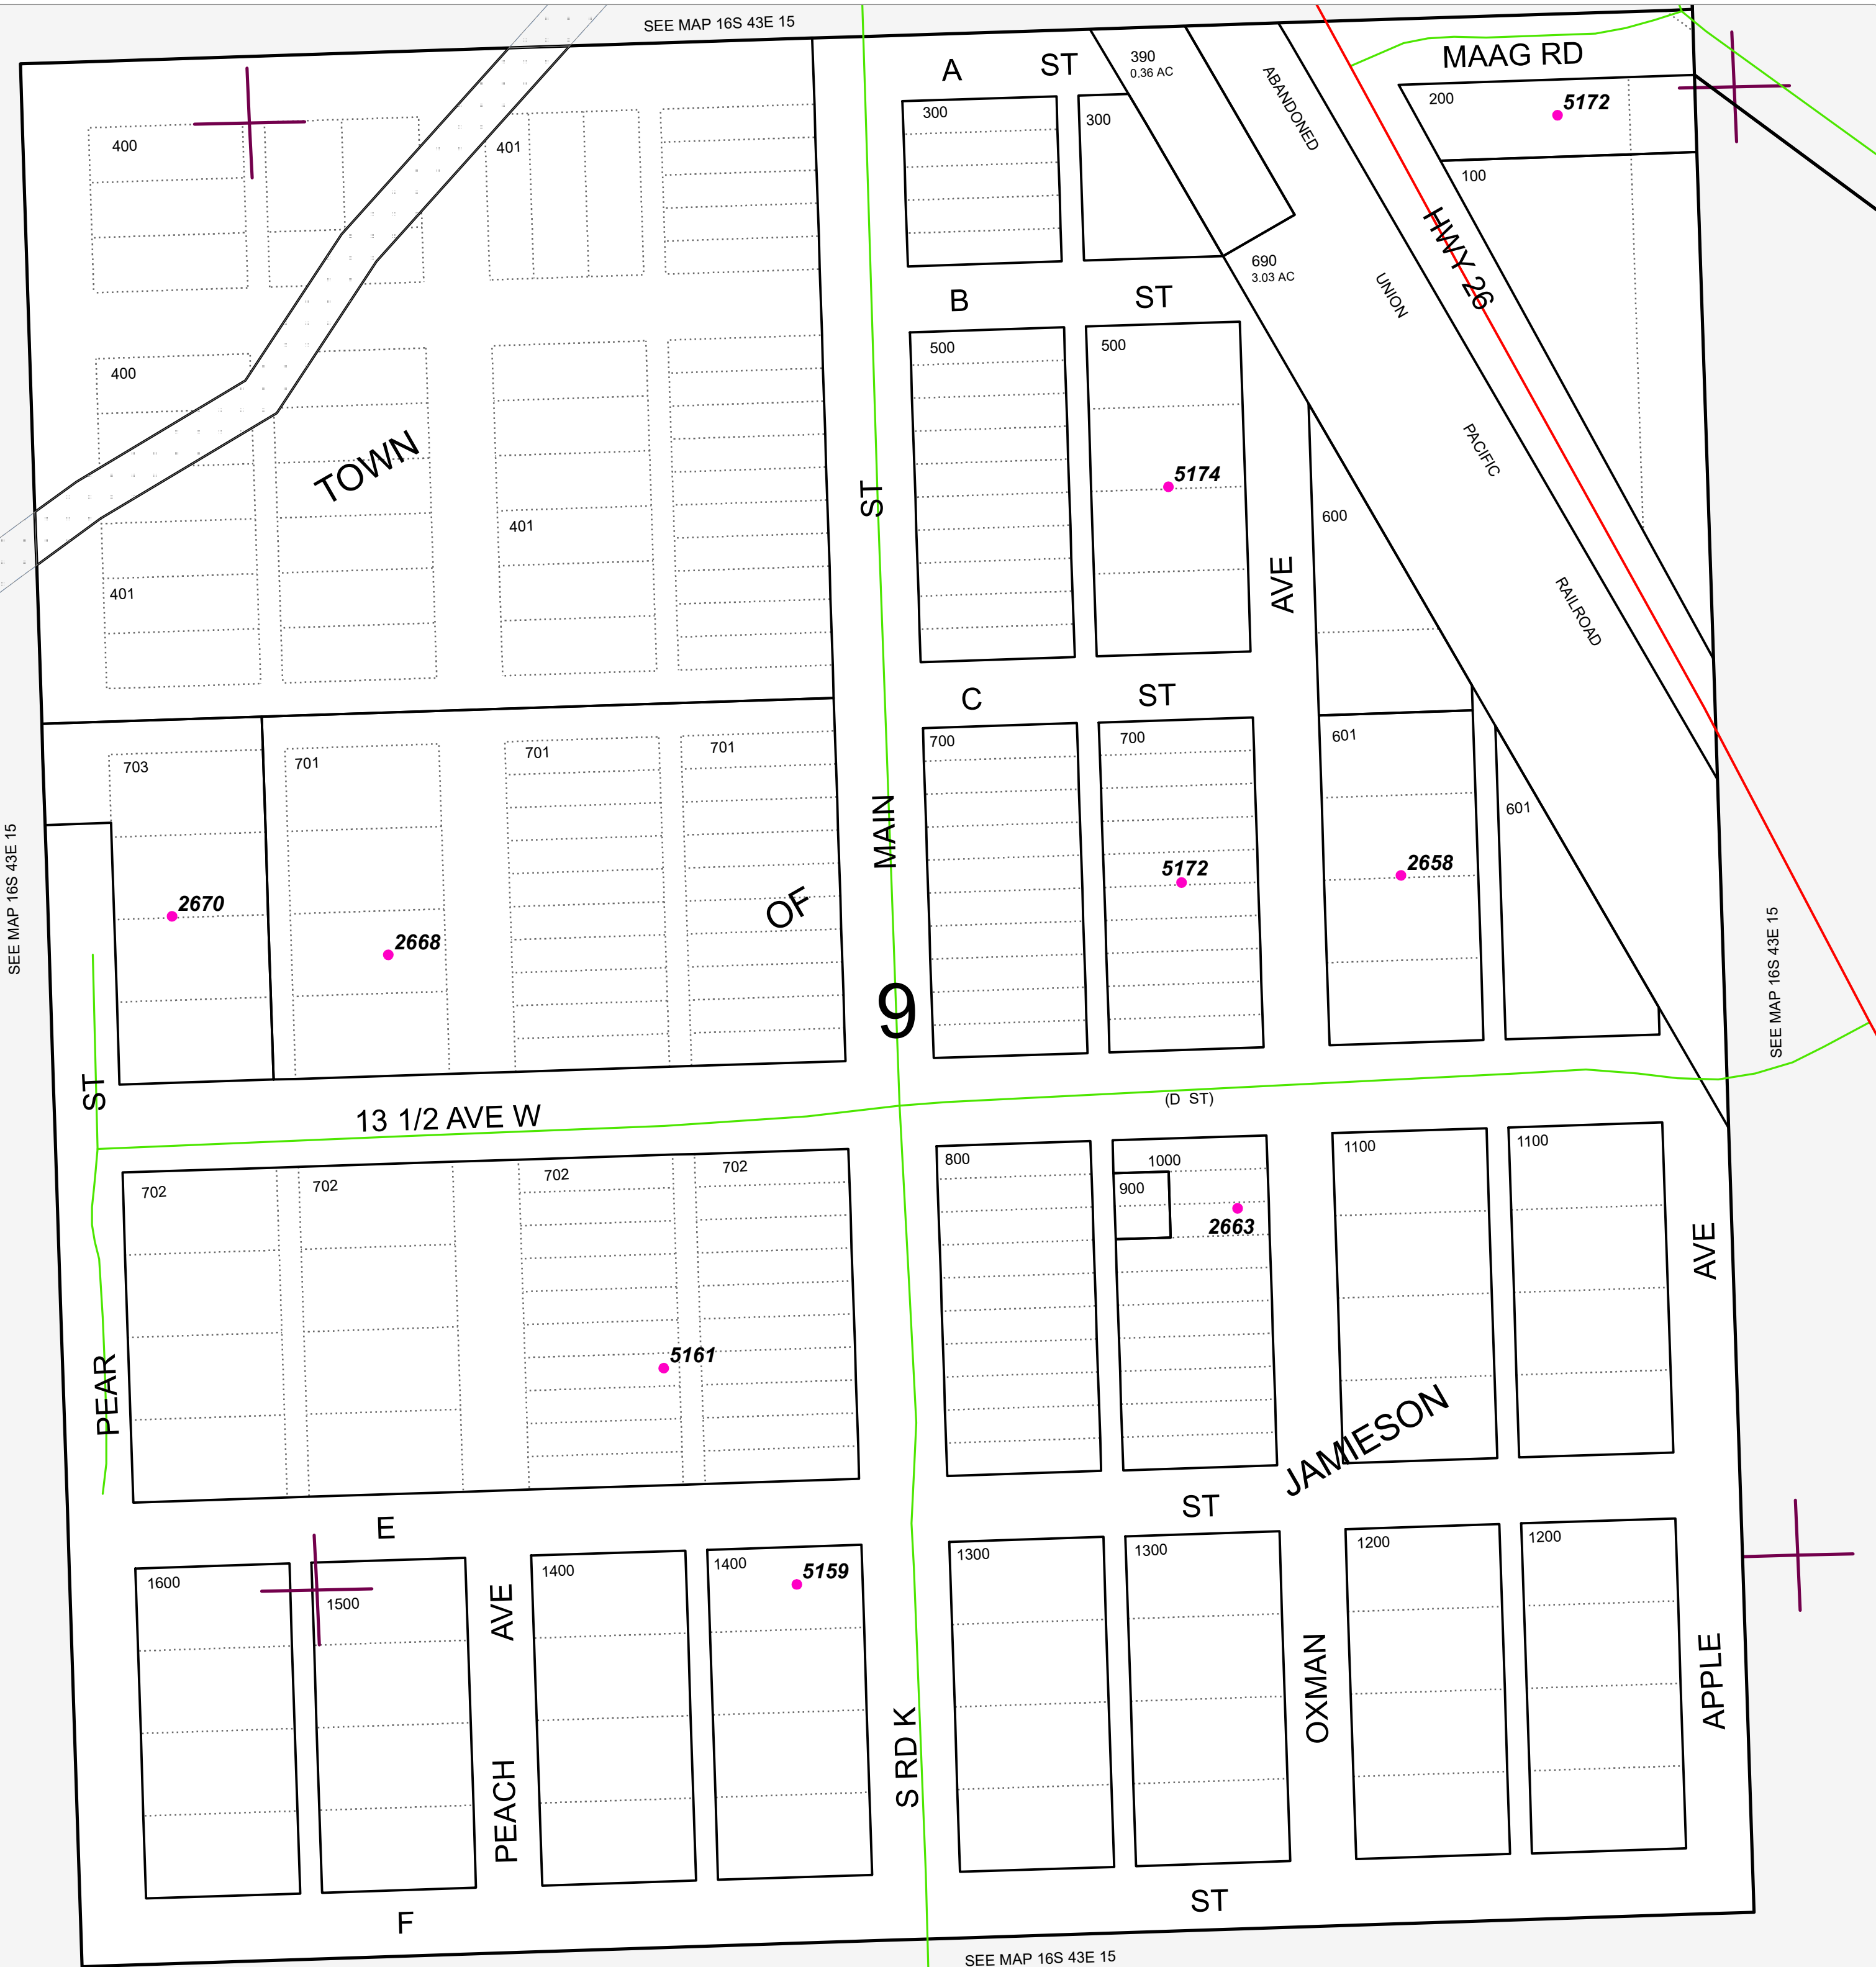 SEE MAP 16S 43E 15
A ST
390
0.36 AC
ABANDONED
MAAG RD
200
5172
300
300
400
401
100
HWY 26
690
3.03 AC
UNION
B ST
500
500
400
TOWN
PACIFIC
5174
ST
600
401
AVE
401
RAILROAD
C ST
703
701
701
701
700
700
601
601
SEE MAP 16S 43E 15
MAIN
5172
2658
2670
OF
2668
SEE MAP 16S 43E 15
9
ST
13 1/2 AVE W
(D ST)
702
702
702
702
800
1000
900
2663
1100
1100
AVE
5161
PEAR
JAMIESON
E ST
1600
1500
AVE
1400
1400
5159
1300
1300
1200
1200
S RD K
OXMAN
APPLE
PEACH
F ST
SEE MAP 16S 43E 15